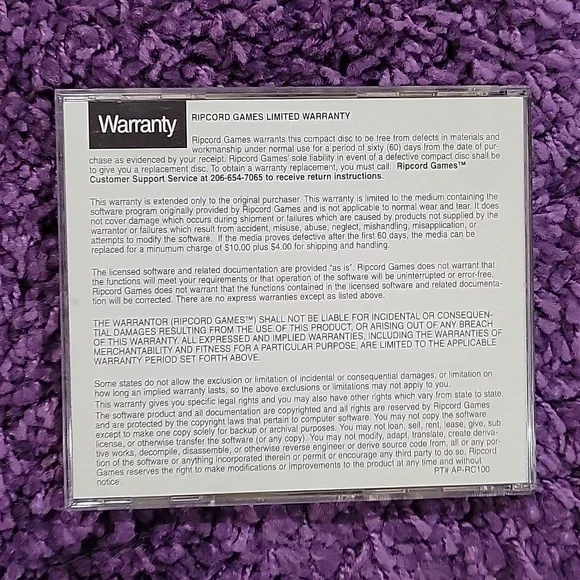 Warranty
RIPCORD GAMES LIMITED WARRANTY
Ripcord Games warrants this compact disc to be free from defects in materials and
workmanship under normal use for a period of sixty (60) days from the date of pur-
chase as evidenced by your receipt. Ripcord Games' sole liability in event of a defective compact disc shall be
to give you a replacement disc. To obtain a warranty replacement, you must call: Ripcord Games™
Customer Support Service at 206-654-7065 to receive return instructions.
This warranty is extended only to the original purchaser. This warranty is limited to the medium containing the
software program originally provided by Ripcord Games and is not applicable to normal wear and tear. It does
not cover damage which occurs during shipment or failures which are caused by products not supplied by the
warrantor or failures which result from accident, misuse, abuse, neglect, mishandling, misapplication, or
attempts to modify the software. If the media proves defective after the first 60 days, the media can be
replaced for a minumum charge of $10.00 plus $4.00 for shipping and handling.
The licensed software and related documentation are provided "as is". Ripcord Games does not warrant that
the functions will meet your requirements or that operation of the software will be uninterrupted or error-free.
Ripcord Games does not warrant that the functions contained in the licensed software and related documenta-
tion will be corrected. There are no express warranties except as listed above.
THE WARRANTOR (RIPCORD GAMES™) SHALL NOT BE LIABLE FOR INCIDENTAL OR CONSEQUEN-
TIAL DAMAGES RESULTING FROM THE USE OF THIS PRODUCT, OR ARISING OUT OF ANY BREACH
OF THIS WARRANTY. ALL EXPRESSED AND IMPLIED WARRANTIES, INCLUDING THE WARRANTIES OF
MERCHANTABILITY AND FITNESS FOR A PARTICULAR PURPOSE, ARE LIMITED TO THE APPLICABLE
WARRANTY PERIOD SET FORTH ABOVE.
Some states do not allow the exclusion or limitation of incidental or consequential damages, or limitation on
how long an implied warranty lasts, so the above exclusions or limitations may not apply to you.
This warranty gives you specific legal rights and you may also have other rights which vary from state to state.
The software product and all documentation are copyrighted and all rights are reserved by Ripcord Games
and are protected by the copyright laws that pertain to computer software. You may not copy the software
except to make one copy solely for backup or archival purposes. You may not loan, sell, rent, lease, give, sub
license, or otherwise transfer the software (or any copy). You may not modify, adapt, translate, create deriva-
tive works, decompile, disassemble, or otherwise reverse engineer or derive source code from, all or any por-
tion of the software or anything incorporated therein or permit or encourage any third party to do so. Ripcord
Games reserves the right to make modifications or improvements to the product at any time and without
notice. PT# AP-RC100